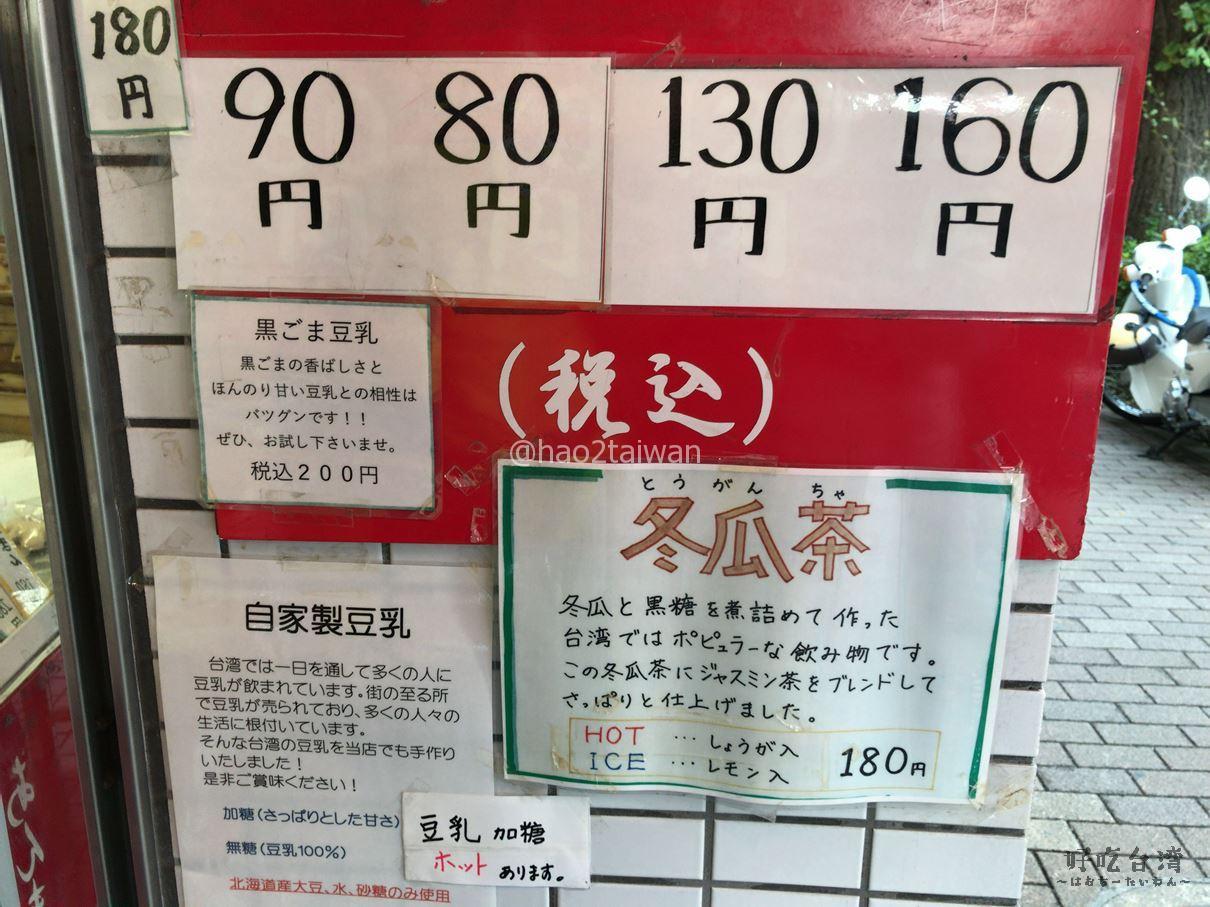 180
円
90
円
80
円
130
円
160
円
黒ごま豆乳
黒ごまの香ばしさと
ほんのり甘い豆乳との相性は
バツグンです！！
ぜひ、お試し下さいませ。
税込２００円
(税込)
@hao2taiwan
とうがん ちゃ
冬瓜茶
冬瓜と黒糖を煮詰めて作った
台湾ではポピュラーな飲み物です。
この冬瓜茶にジャスミン茶をブレンドして
さっぱりと仕上げました。
HOT …しょうが入
ICE …レモン入
180円
自家製豆乳
台湾では一日を通して多くの人に
豆乳が飲まれています。街の至る所
で豆乳が売られており、多くの人々の
生活に根付いています。
そんな台湾の豆乳を当店でも手作り
いたしました！
是非ご賞味ください！
加糖(さっぱりとした甘さ)
無糖(豆乳100%)
北海道産大豆、水、砂糖のみ使用
豆乳 加糖
ホット あります。
好吃台湾
～はおちーたいわん～